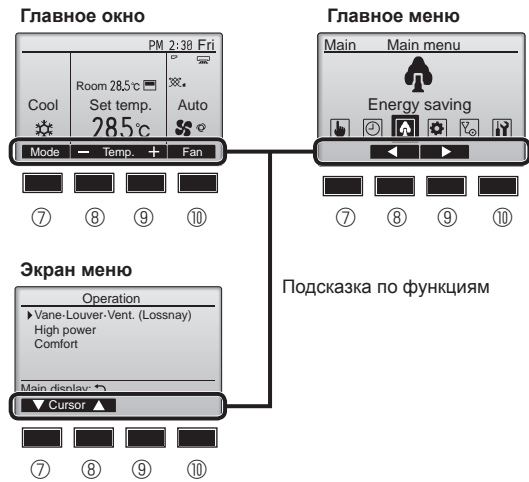 Главное окно
PM 2:30 Fri
Room 28.5°C
Cool Set temp. Auto
28.5°C
Mode − Temp. + Fan
⑦ ⑧ ⑨ ⑩
Главное меню
Main Main menu
Energy saving
⑦ ⑧ ⑨ ⑩
Экран меню
Operation
Vane·Louver·Vent. (Lossnay)
High power
Comfort
Main display:
▼ Cursor ▲
⑦ ⑧ ⑨ ⑩
Подсказка по функциям